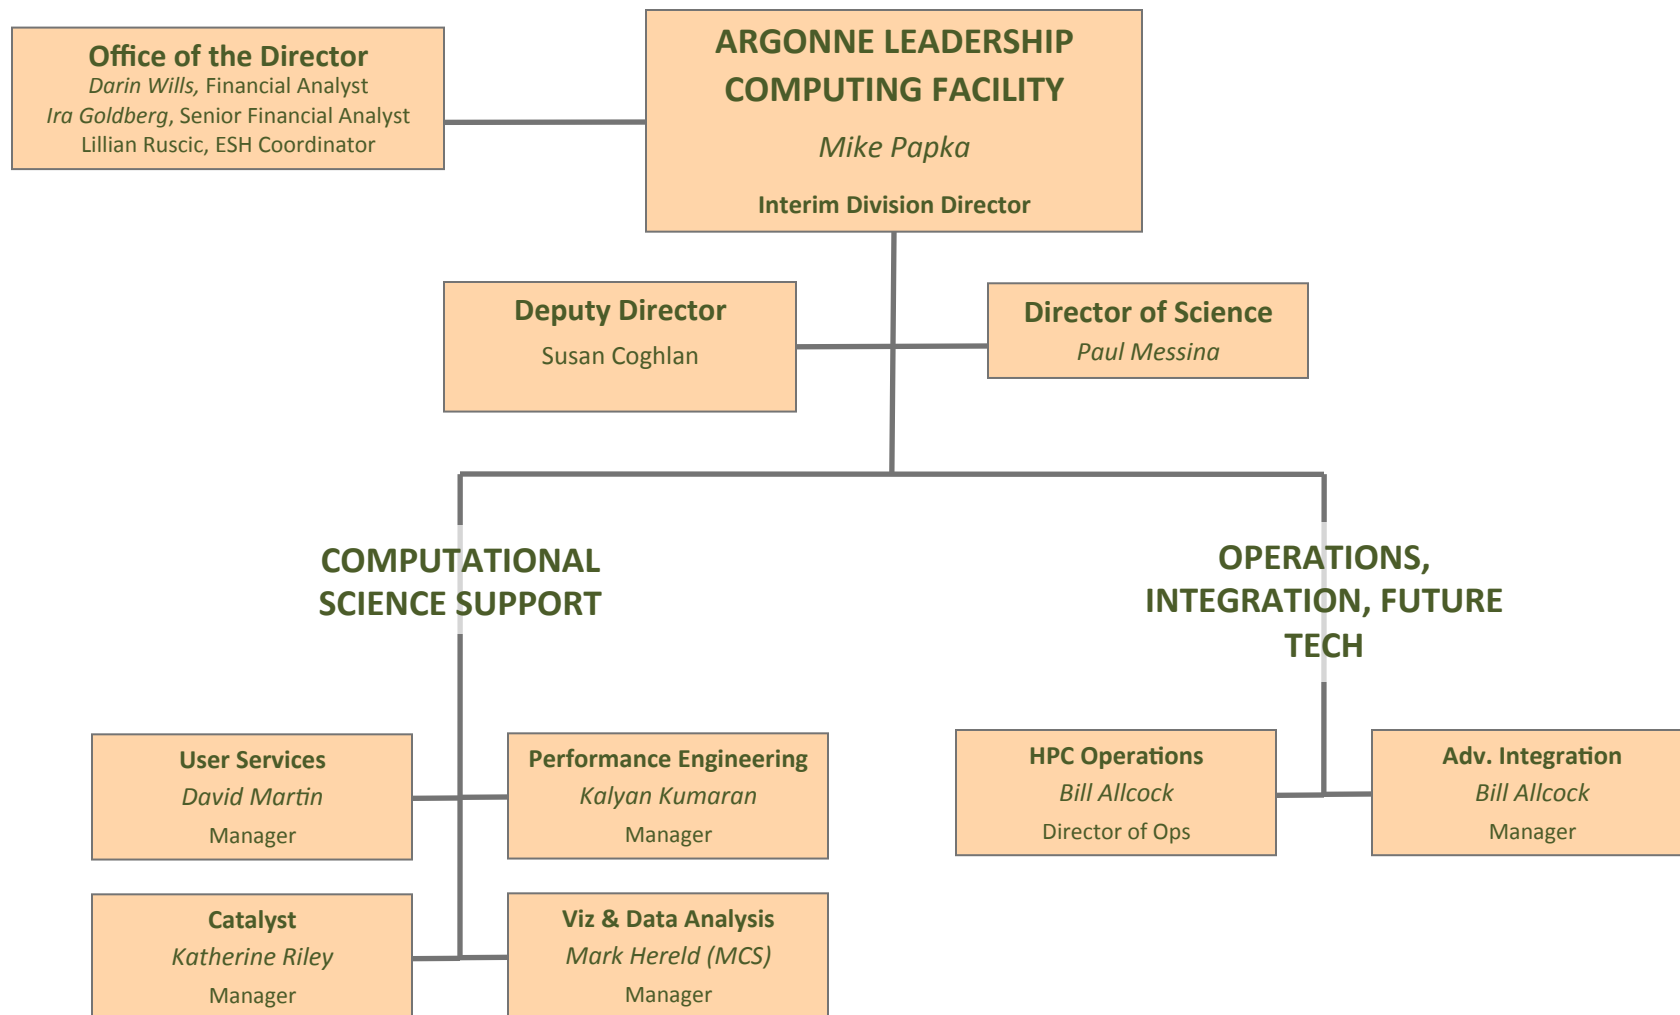 Office of the Director
Darin Wills, Financial Analyst
Ira Goldberg, Senior Financial Analyst
Lillian Ruscic, ESH Coordinator
ARGONNE LEADERSHIP
COMPUTING FACILITY
Mike Papka
Interim Division Director
Deputy Director
Susan Coghlan
Director of Science
Paul Messina
COMPUTATIONAL
SCIENCE SUPPORT
OPERATIONS,
INTEGRATION, FUTURE
TECH
User Services
David Martin
Manager
Performance Engineering
Kalyan Kumaran
Manager
HPC Operations
Bill Allcock
Director of Ops
Adv. Integration
Bill Allcock
Manager
Catalyst
Katherine Riley
Manager
Viz & Data Analysis
Mark Hereld (MCS)
Manager